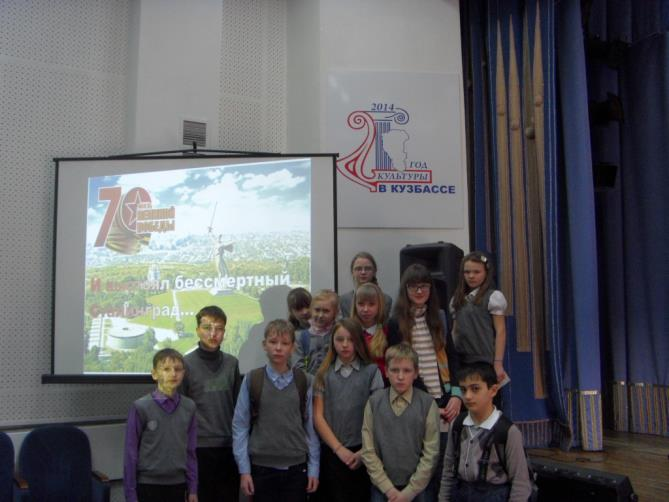 70
ВЕЛИКОЙ
ПОБЕДЫ
И выстоял бессмертный
Сталинград...
2014
ГОД
КУЛЬТУРЫ
В КУЗБАССЕ